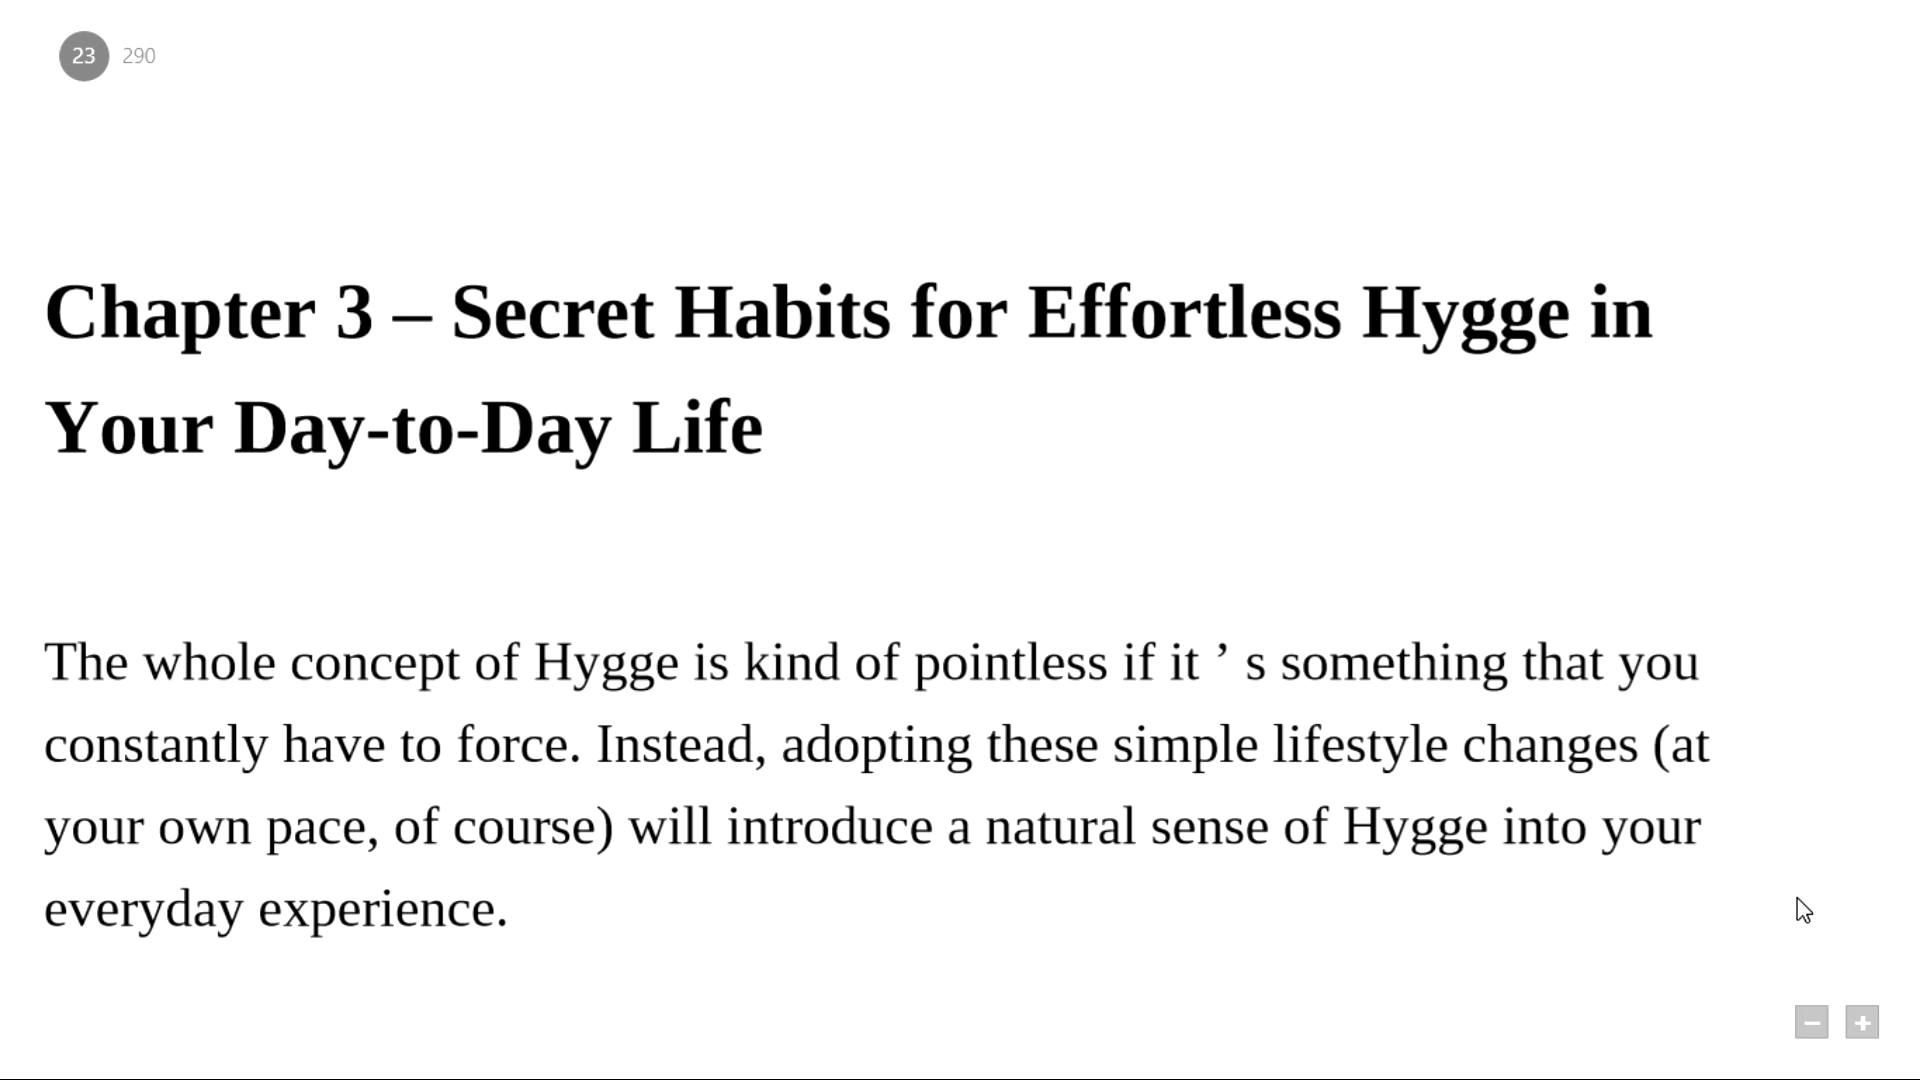 23 290
Chapter 3 – Secret Habits for Effortless Hygge in
Your Day-to-Day Life
The whole concept of Hygge is kind of pointless if it ’ s something that you
constantly have to force. Instead, adopting these simple lifestyle changes (at
your own pace, of course) will introduce a natural sense of Hygge into your
everyday experience.